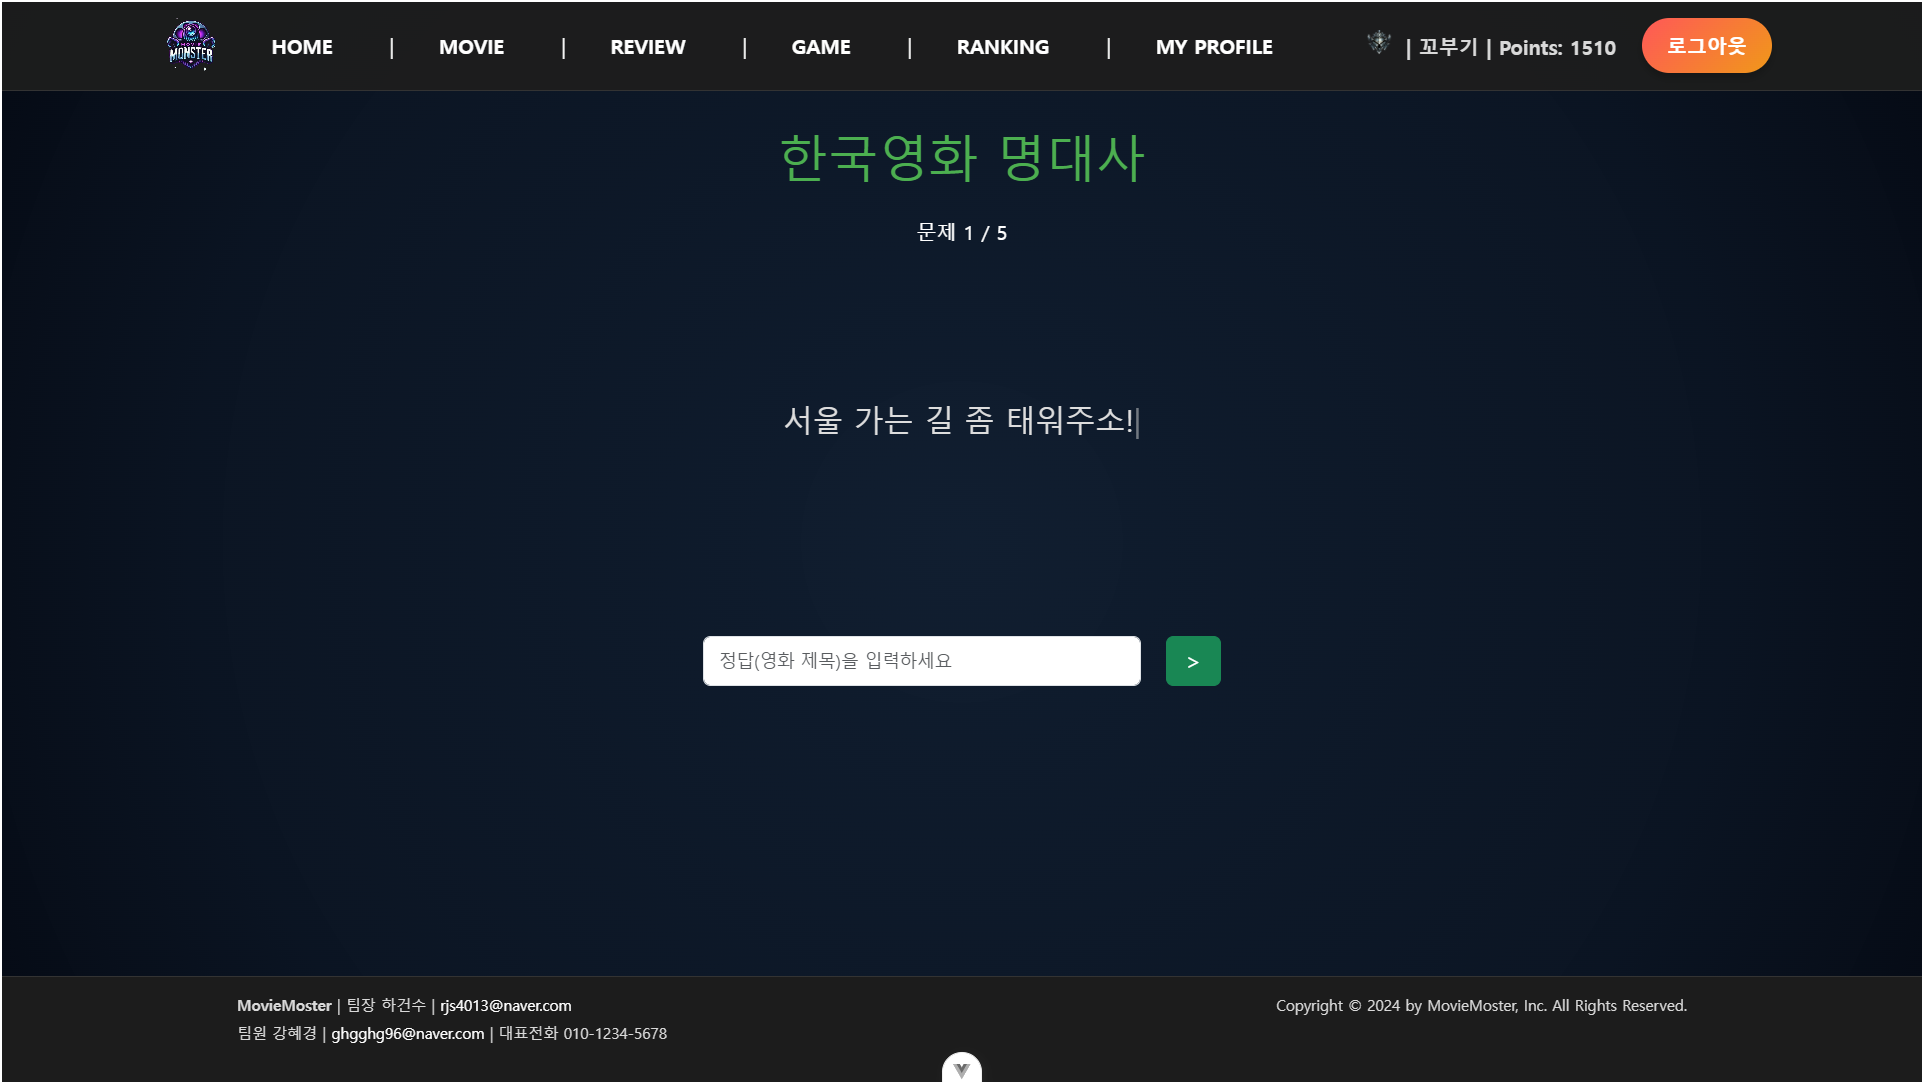 MONSTER
HOME | MOVIE | REVIEW | GAME | RANKING | MY PROFILE
| 꼬부기 | Points: 1510
로그아웃
한국영화 명대사
문제 1 / 5
서울 가는 길 좀 태워주소!|
정답(영화 제목)을 입력하세요
>
MovieMoster | 팀장 하건수 | rjs4013@naver.com
팀원 강혜경 | ghgghg96@naver.com | 대표전화 010-1234-5678
Copyright © 2024 by MovieMoster, Inc. All Rights Reserved.